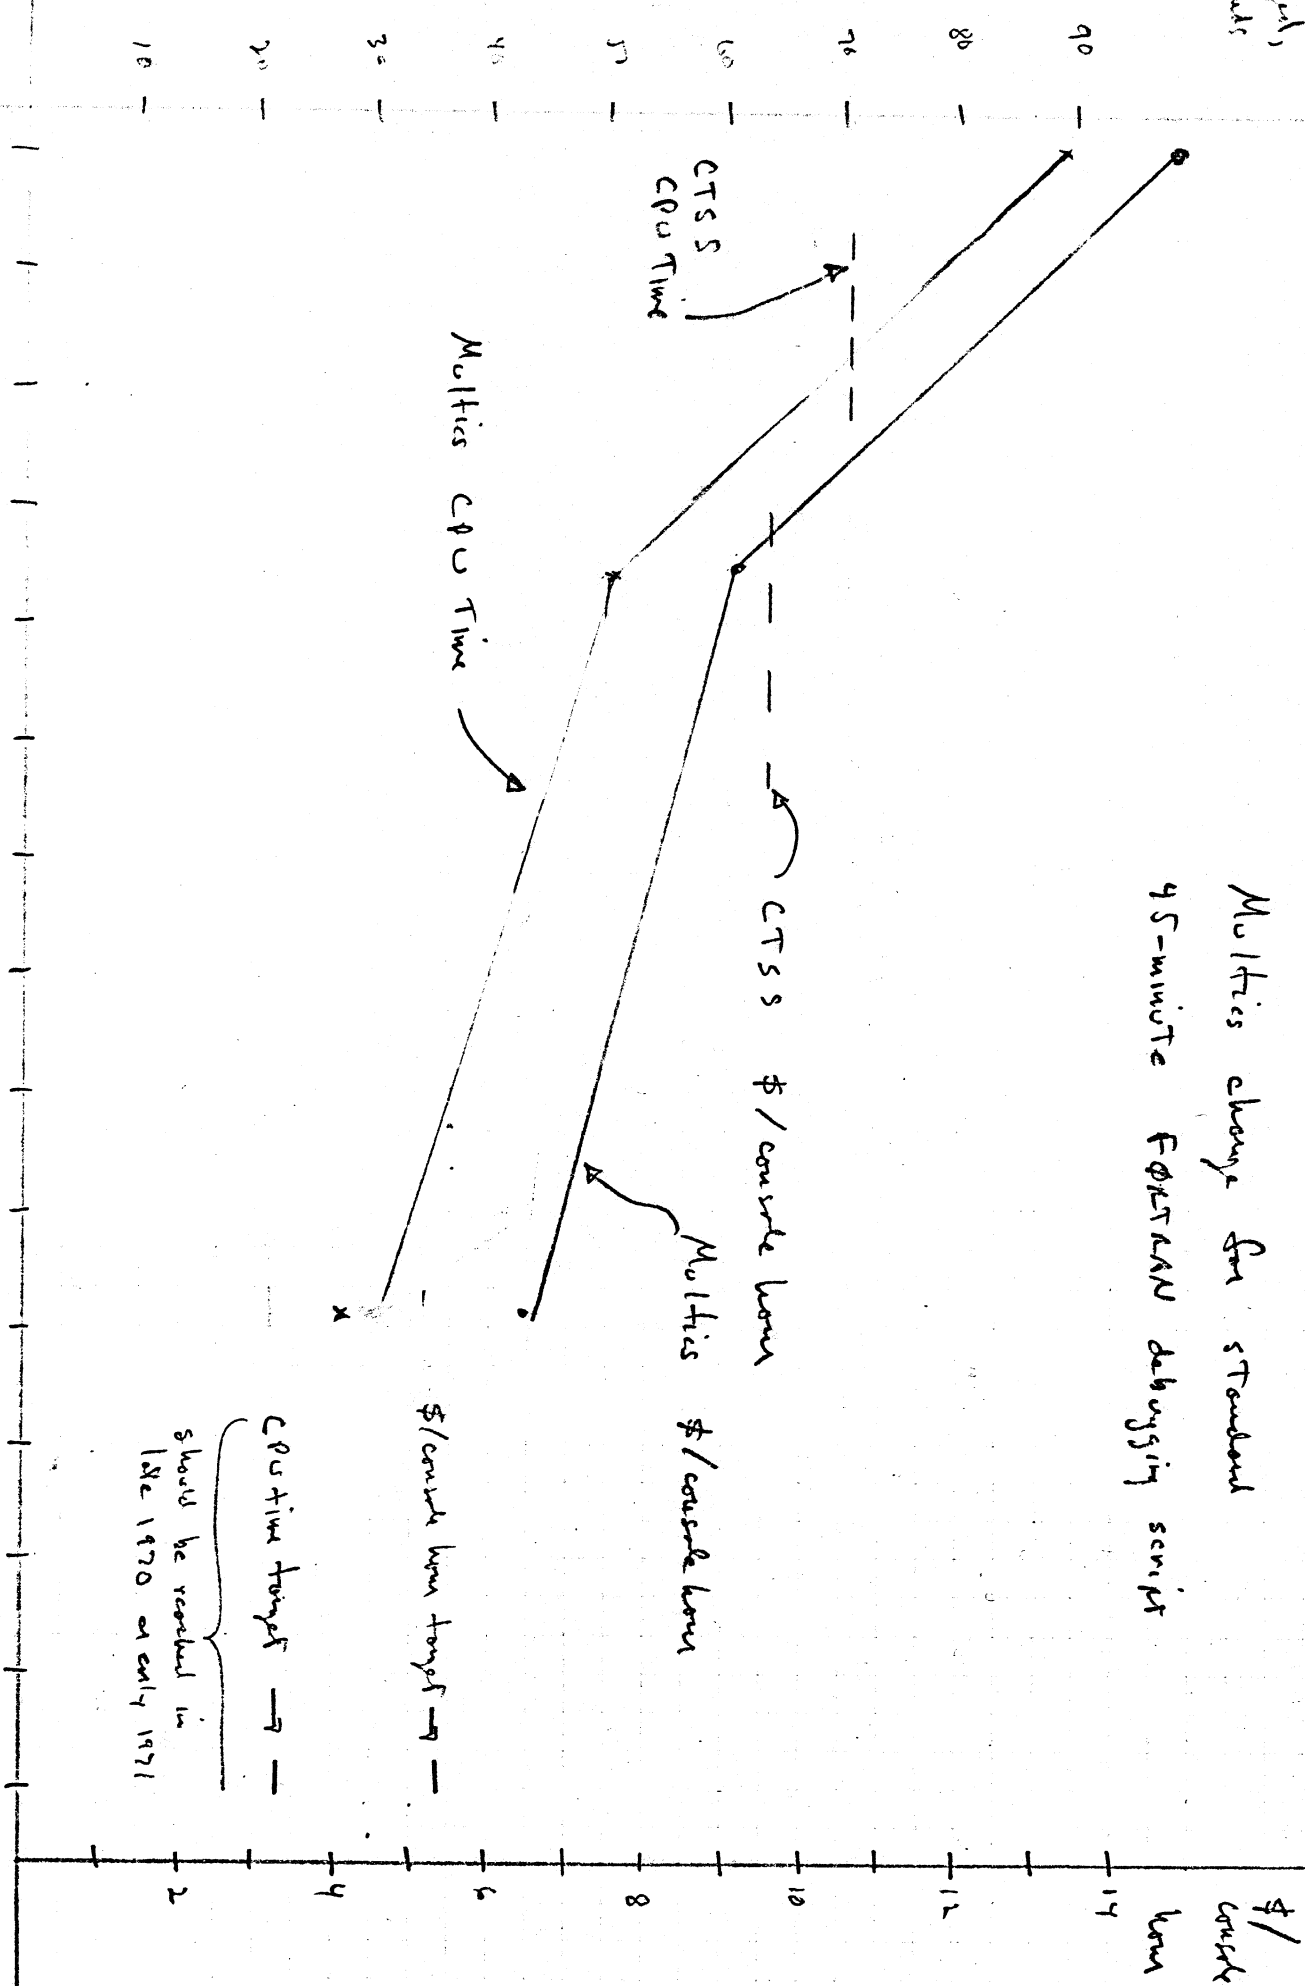 Multics charge for standard
45-minute FORTRAN debugging script
$/
console
hour
90
80
70
60
50
40
30
20
10
14
12
10
8
6
4
2
CTSS
CPU Time
CTSS $/console hour
Multics CPU Time
Multics $/console hour
$/console hour target →
CPU time target →
should be reached in
late 1970 or early 1971